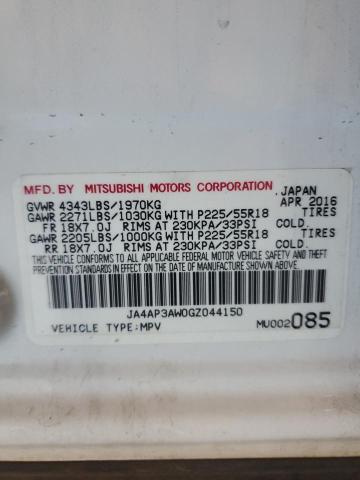 MFD. BY MITSUBISHI MOTORS CORPORATION JAPAN
GVWR 4343LBS/1970KG APR 2016
GAWR 2271LBS/1030KG WITH P225/55R18 TIRES
FR 18X7.0J RIMS AT 230KPA/33PSI COLD.
GAWR 2205LBS/1000KG WITH P225/55R18 TIRES
RR 18X7.0J RIMS AT 230KPA/33PSI COLD.
THIS VEHICLE CONFORMS TO ALL APPLICABLE FEDERAL
MOTOR VEHICLE SAFETY, BUMPER, AND THEFT PREVENTION
STANDARDS IN EFFECT ON THE DATE OF MANUFACTURE SHOWN ABOVE.
JA4AP3AW0GZ044150
VEHICLE TYPE:MPV MU002085